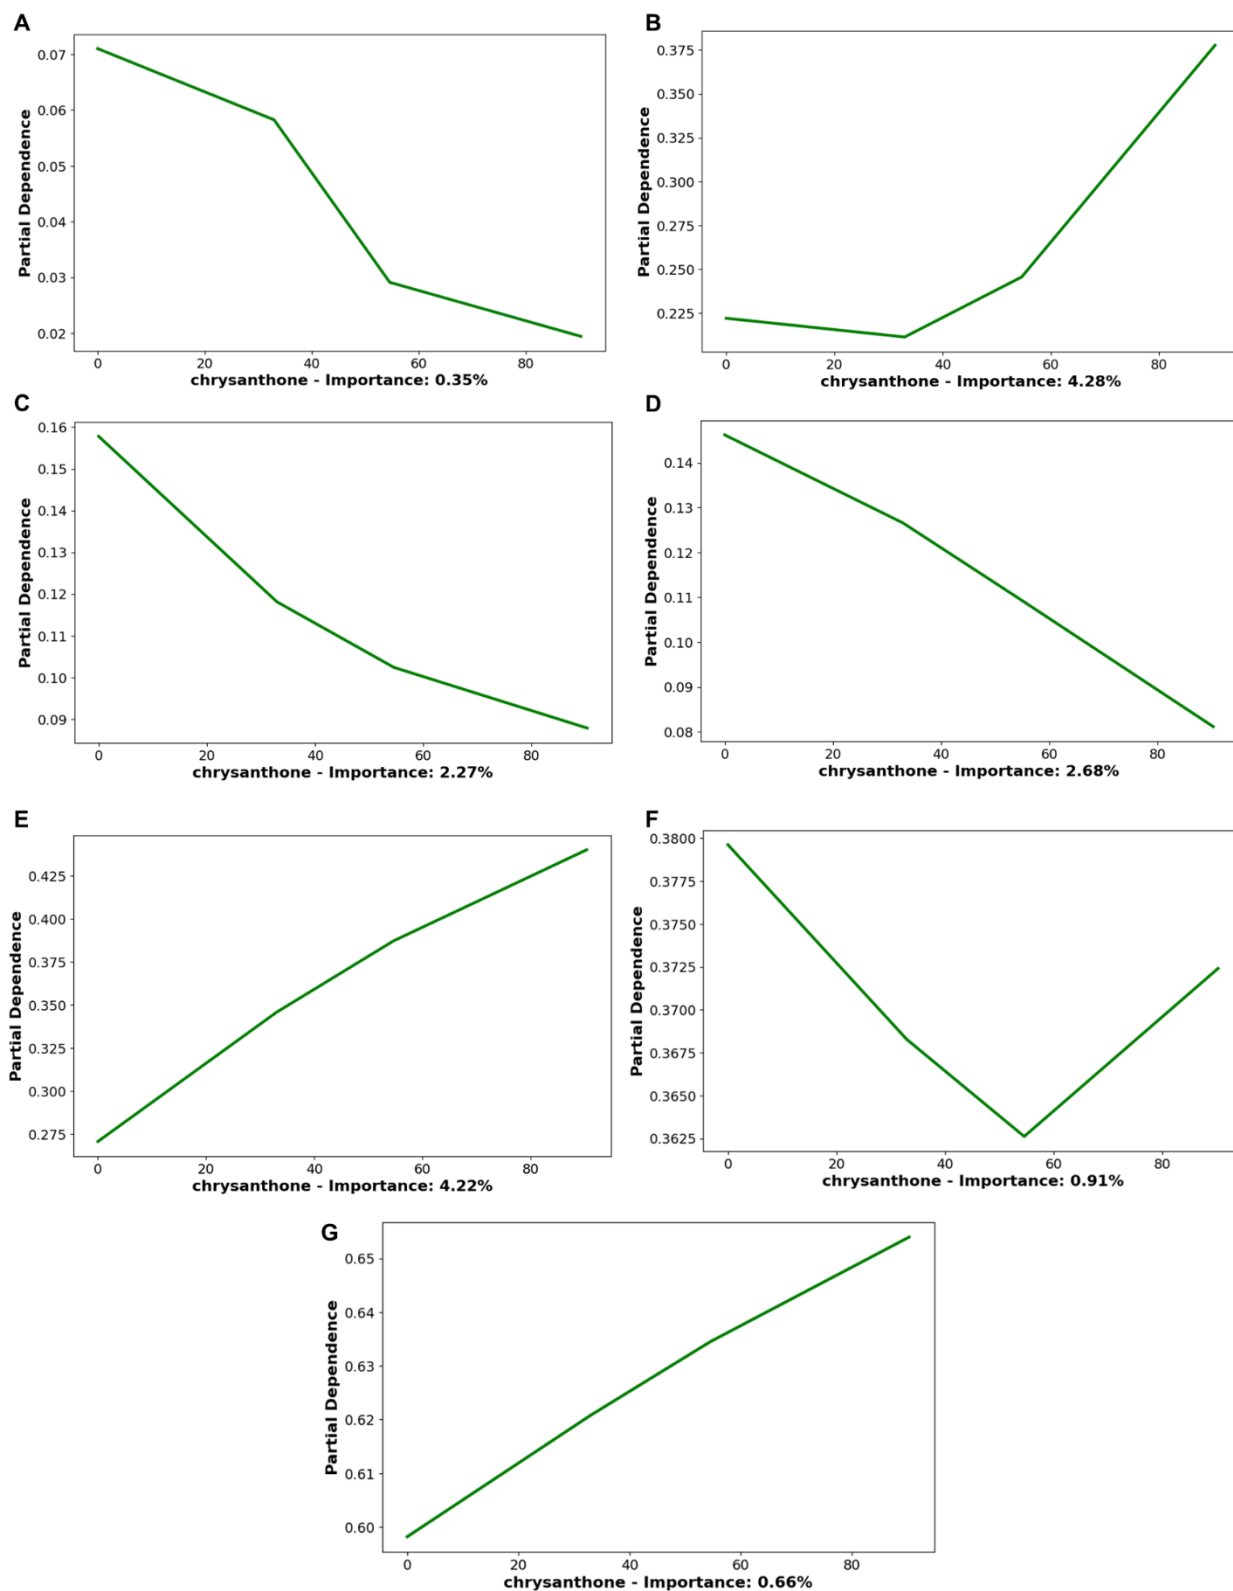 A
Partial Dependence
0.07
0.06
0.05
0.04
0.03
0.02
0 20 40 60 80
chrysanthone - Importance: 0.35%
B
Partial Dependence
0.375
0.350
0.325
0.300
0.275
0.250
0.225
0 20 40 60 80
chrysanthone - Importance: 4.28%
C
Partial Dependence
0.16
0.15
0.14
0.13
0.12
0.11
0.10
0.09
0 20 40 60 80
chrysanthone - Importance: 2.27%
D
Partial Dependence
0.14
0.13
0.12
0.11
0.10
0.09
0.08
0 20 40 60 80
chrysanthone - Importance: 2.68%
E
Partial Dependence
0.425
0.400
0.375
0.350
0.325
0.300
0.275
0 20 40 60 80
chrysanthone - Importance: 4.22%
F
Partial Dependence
0.3800
0.3775
0.3750
0.3725
0.3700
0.3675
0.3650
0.3625
0 20 40 60 80
chrysanthone - Importance: 0.91%
G
Partial Dependence
0.65
0.64
0.63
0.62
0.61
0.60
0 20 40 60 80
chrysanthone - Importance: 0.66%